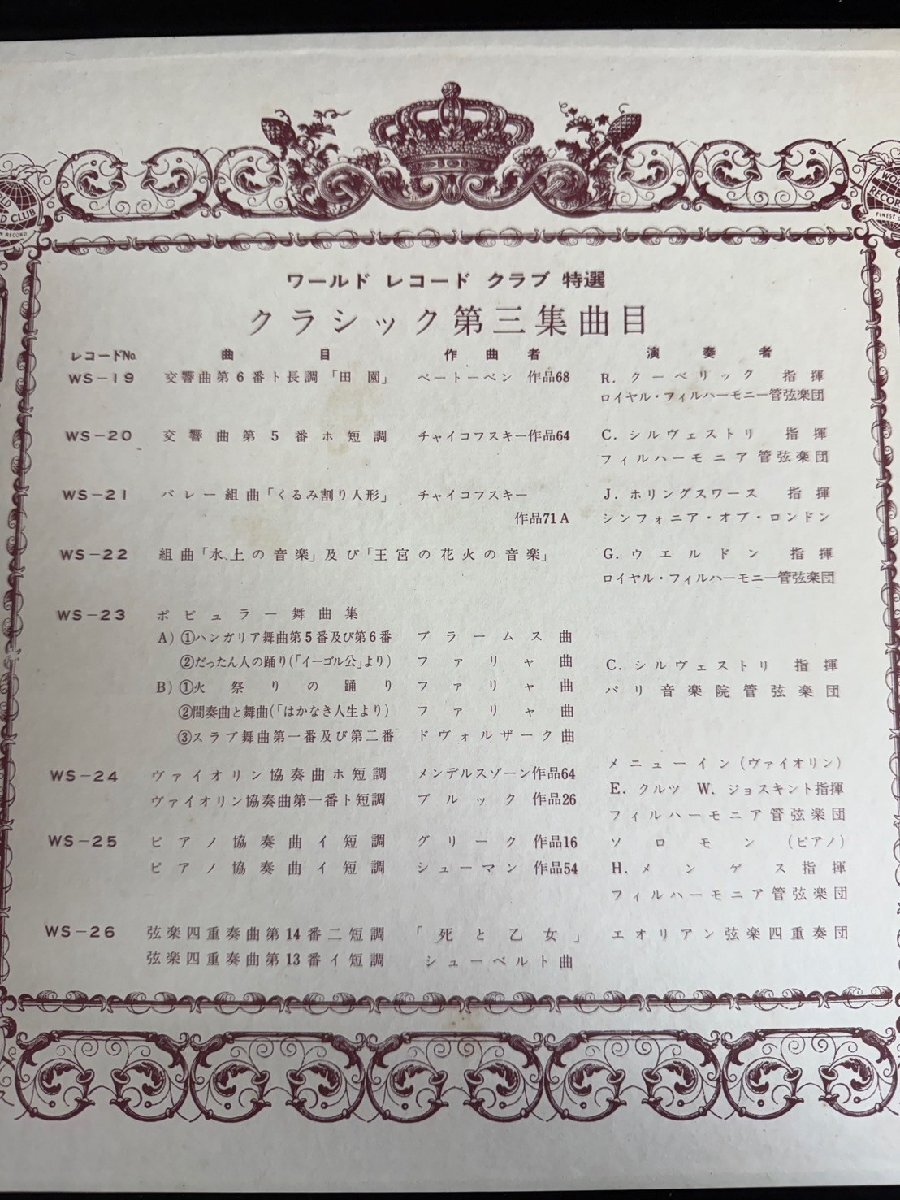 ワールド レコード クラブ 特選
クラシック第三集曲目
レコードNo. 曲目 作曲者 演奏者
WS-19 交響曲第6番ト長調「田園」 ベートーベン 作品68 R. クーベリック 指揮
ロイヤル・フィルハーモニー管弦楽団
WS-20 交響曲第5番ホ短調 チャイコフスキー作品64 C. シルヴェストリ 指揮
フィルハーモニア管弦楽団
WS-21 バレー組曲「くるみ割り人形」 チャイコフスキー J. ホリングスワース 指揮
作品71A シンフォニア・オブ・ロンドン
WS-22 組曲「水上の音楽」及び「王宮の花火の音楽」 G. ウエルドン 指揮
ロイヤル・フィルハーモニー管弦楽団
WS-23 ポピュラー舞曲集
A) ①ハンガリア舞曲第5番及び第6番 ブラームス曲
②だったん人の踊り(「イーゴル公」より) ファリャ曲 C. シルヴェストリ 指揮
B) ①火祭りの踊り ファリャ曲 パリ音楽院管弦楽団
②間奏曲と舞曲(「はかなき人生より) ファリャ曲
③スラブ舞曲第一番及び第二番 ドヴォルザーク曲
WS-24 ヴァイオリン協奏曲ホ短調 メンデルスゾーン作品64 メニューイン(ヴァイオリン)
ヴァイオリン協奏曲第一番ト短調 ブルック 作品26 E. クルツ W. ジョスキント指揮
フィルハーモニア管弦楽団
WS-25 ピアノ協奏曲イ短調 グリーク 作品16 ソロモン (ピアノ)
ピアノ協奏曲イ短調 シューマン 作品54 H. メンゲス指揮
フィルハーモニア管弦楽団
WS-26 弦楽四重奏曲第14番ニ短調 「死と乙女」 エオリアン弦楽四重奏団
弦楽四重奏曲第13番イ短調 シューベルト曲